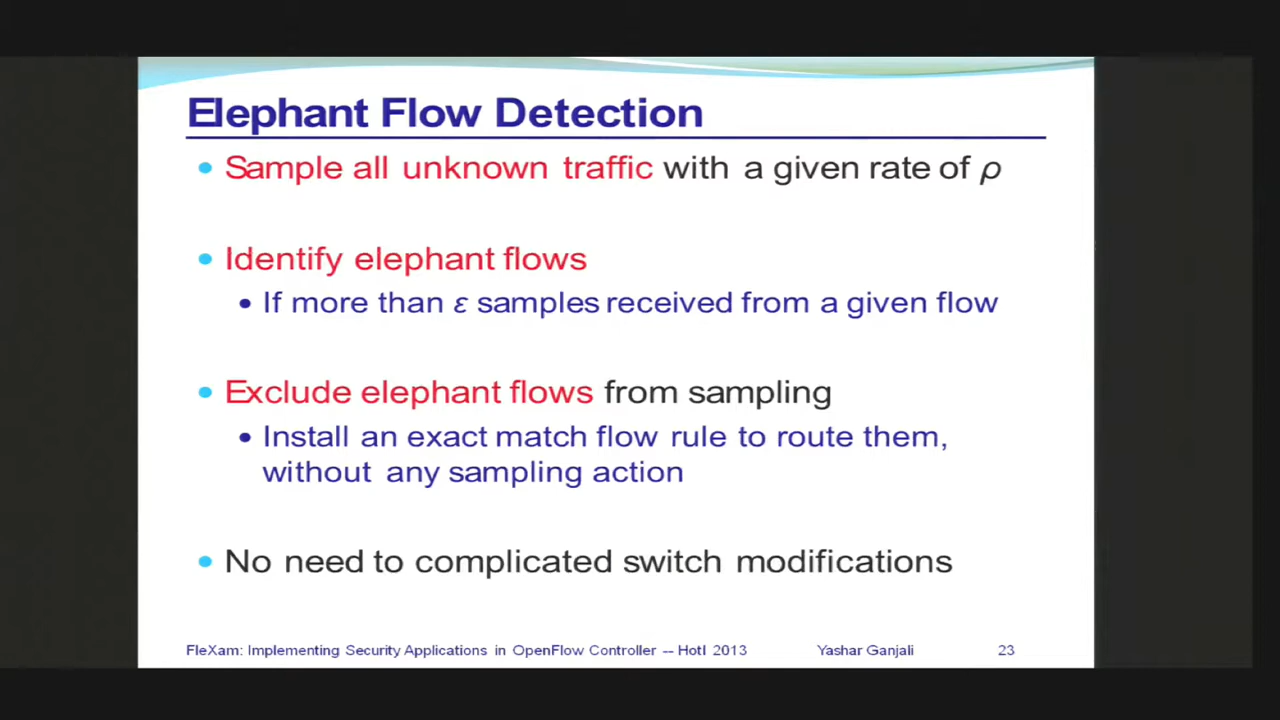 Elephant Flow Detection
• Sample all unknown traffic with a given rate of ρ
• Identify elephant flows
• If more than ε samples received from a given flow
• Exclude elephant flows from sampling
• Install an exact match flow rule to route them,
without any sampling action
• No need to complicated switch modifications
FleXam: Implementing Security Applications in OpenFlow Controller -- HotI 2013 Yashar Ganjali 23